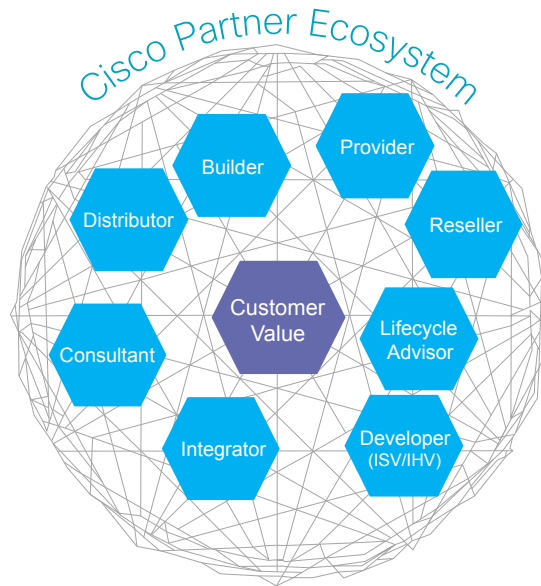 Cisco Partner Ecosystem
Provider
Builder
Distributor
Reseller
Customer
Value
Lifecycle
Advisor
Consultant
Integrator
Developer
(ISV/IHV)